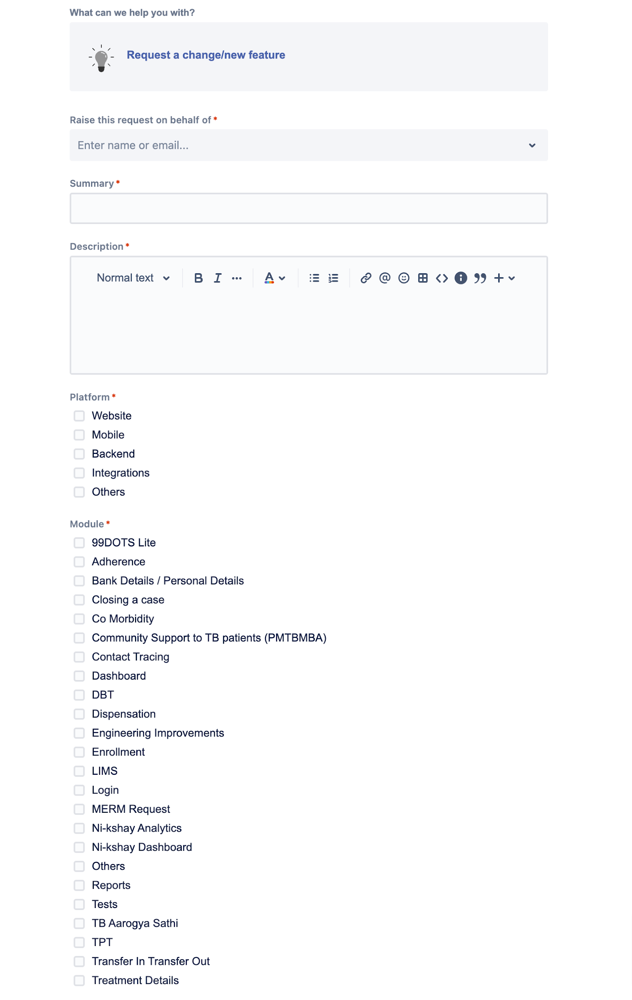 What can we help you with?
Request a change/new feature
Raise this request on behalf of *
Enter name or email...
Summary *
Description *
Normal text B I ••• A @ <> i ” +
Platform *
Website
Mobile
Backend
Integrations
Others
Module *
99DOTS Lite
Adherence
Bank Details / Personal Details
Closing a case
Co Morbidity
Community Support to TB patients (PMTBMBA)
Contact Tracing
Dashboard
DBT
Dispensation
Engineering Improvements
Enrollment
LIMS
Login
MERM Request
Ni-kshay Analytics
Ni-kshay Dashboard
Others
Reports
Tests
TB Aarogya Sathi
TPT
Transfer In Transfer Out
Treatment Details